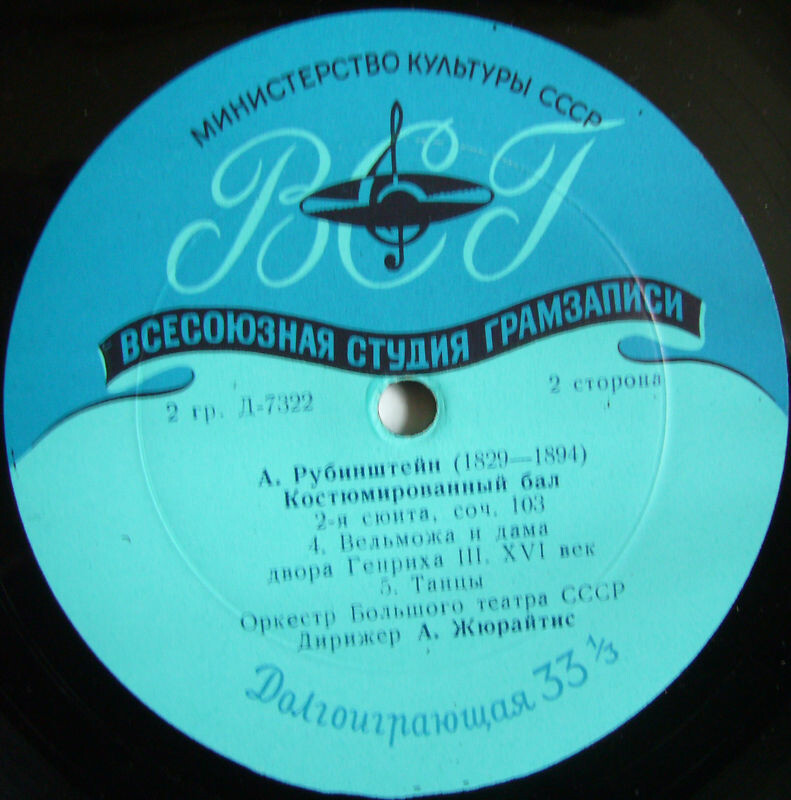 МИНИСТЕРСТВО КУЛЬТУРЫ СССР
ВСГ
ВСЕСОЮЗНАЯ СТУДИЯ ГРАМЗАПИСИ
2 гр. Д-7322
2 сторона
А. Рубинштейн (1829—1894)
Костюмированный бал
2-я сюита, соч. 103
4. Вельможа и дама
двора Генриха III. XVI век
5. Танцы
Оркестр Большого театра СССР
Дирижер А. Жюрайтис
Долгоиграющая 33 1/3